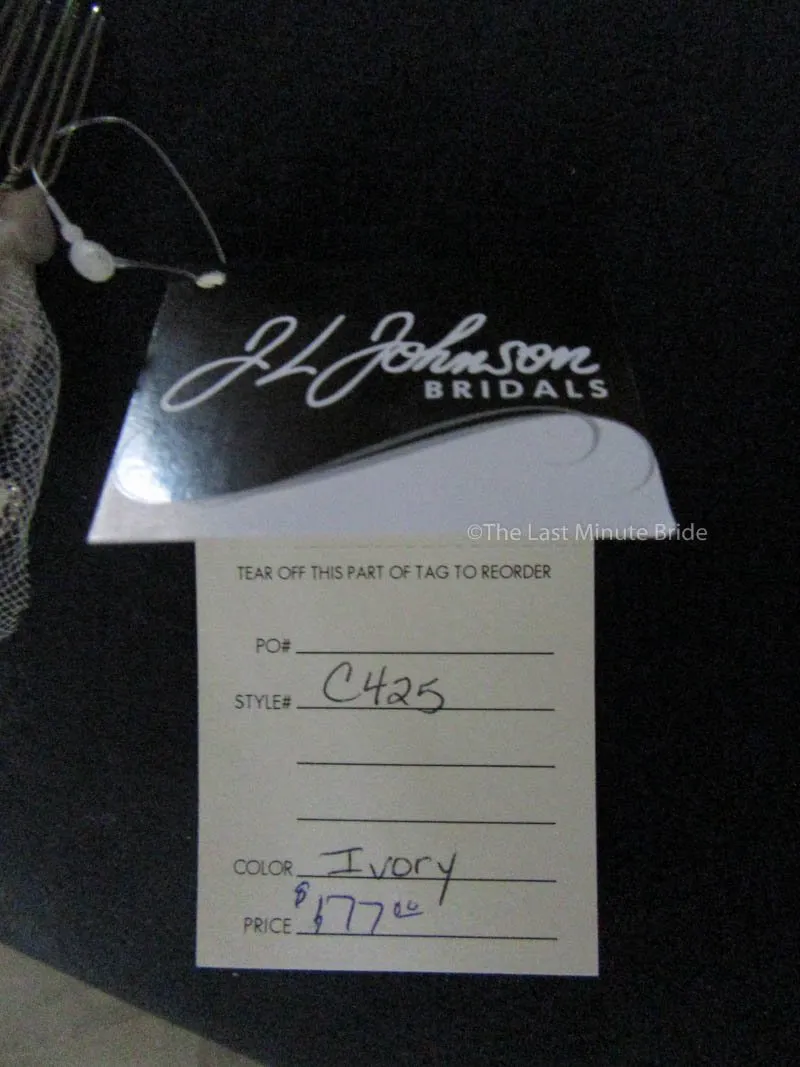 JL Johnson
BRIDALS
©The Last Minute Bride
TEAR OFF THIS PART OF TAG TO REORDER
PO#
STYLE# C425
COLOR Ivory
PRICE $177.00